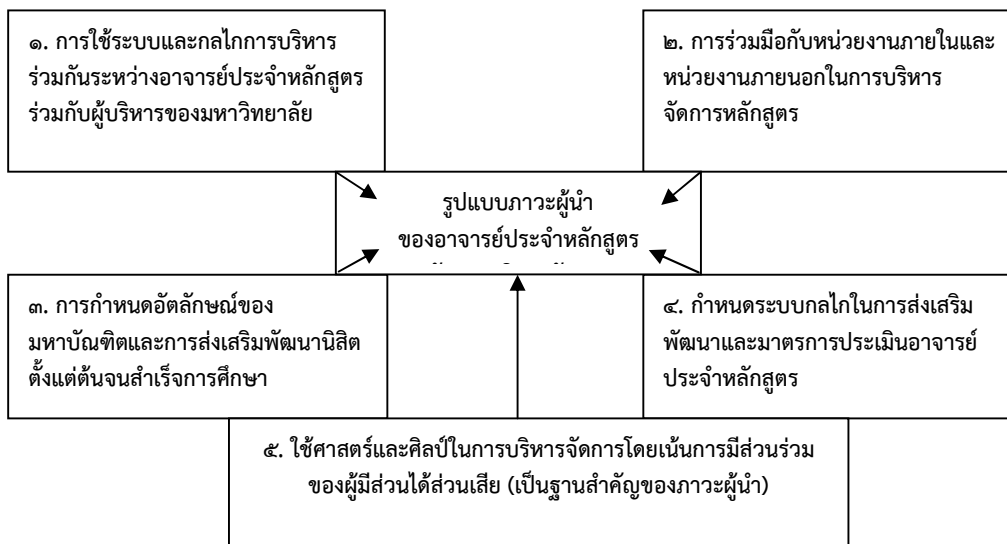 ๑. การใช้ระบบและกลไกการบริหาร
ร่วมกันระหว่างอาจารย์ประจำหลักสูตร
ร่วมกับผู้บริหารของมหาวิทยาลัย
๒. การร่วมมือกับหน่วยงานภายในและ
หน่วยงานภายนอกในการบริหาร
จัดการหลักสูตร
รูปแบบภาวะผู้นำ
ของอาจารย์ประจำหลักสูตร
๓. การกำหนดอัตลักษณ์ของ
มหาบัณฑิตและการส่งเสริมพัฒนานิสิต
ตั้งแต่ต้นจนสำเร็จการศึกษา
๔. กำหนดระบบกลไกในการส่งเสริม
พัฒนาและมาตรการประเมินอาจารย์
ประจำหลักสูตร
๕. ใช้ศาสตร์และศิลป์ในการบริหารจัดการโดยเน้นการมีส่วนร่วม
ของผู้มีส่วนได้ส่วนเสีย (เป็นฐานสำคัญของภาวะผู้นำ)